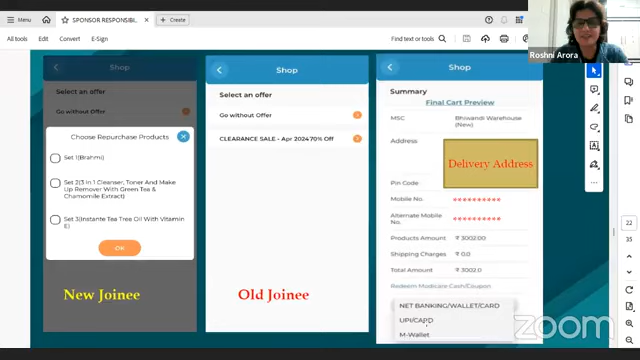 Menu
SPONSOR RESPONSIBIL...
Create
All tools
Edit
Convert
E-Sign
Find text or tools
Roshni Arora
Shop
Select an offer
Go without Offer
Choose Repurchase Products
Set 1(Brahmi)
Set 2(3 In 1 Cleanser, Toner And Make
Up Remover With Green Tea &
Chamomile Extract)
Set 3(Instante Tea Tree Oil With Vitamin
E)
OK
New Joinee
Shop
Select an offer
Go without Offer
CLEARANCE SALE - Apr 2024 70% Off
Old Joinee
Shop
Summary
Final Cart Preview
MSC
Bhiwandi Warehouse
(New)
Address
Delivery Address
Pin Code
Mobile No.
**********
Alternate Mobile
No.
**********
Products Amount
₹ 3002.00
Shipping Charges
₹ 0.0
Total Amount
₹ 3002.0
Redeem Modicare Cash/Coupon
NET BANKING/WALLET/CARD
UPI/CARD
M-Wallet
22
35
zoom